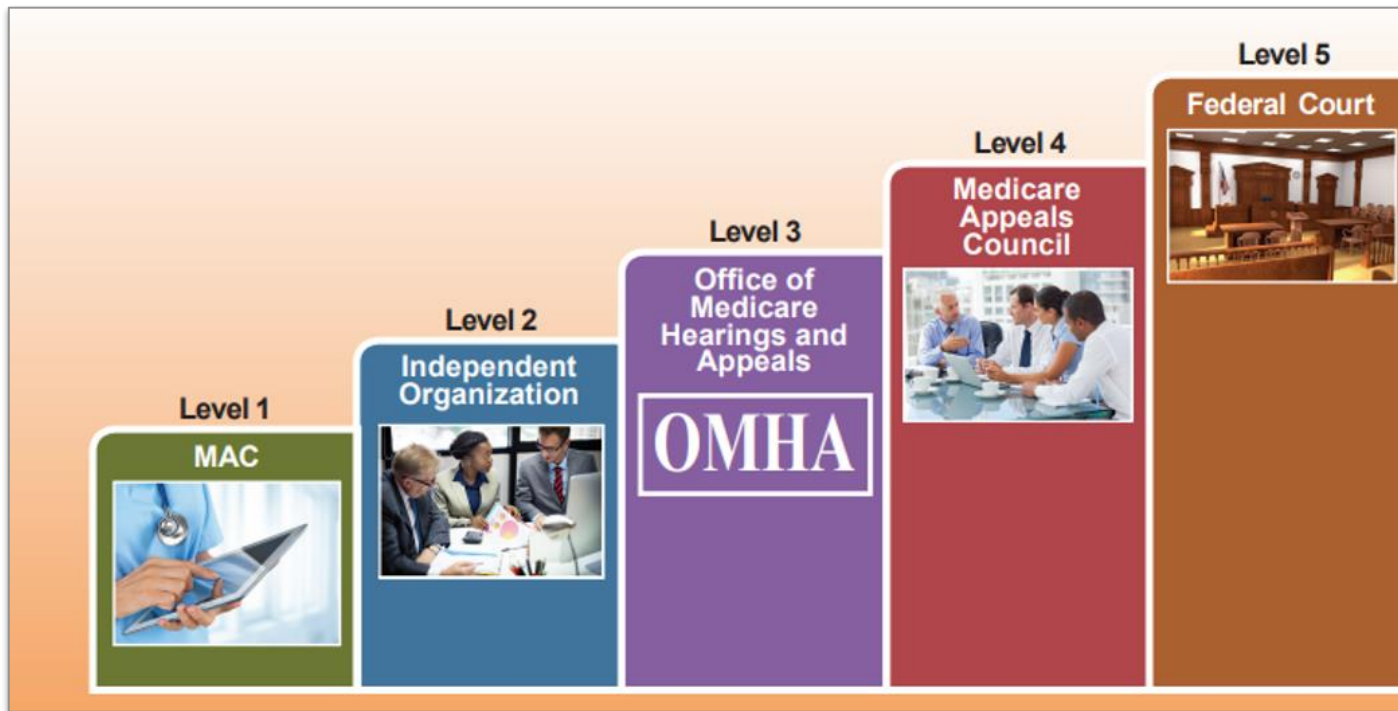 Level 1
MAC
Level 2
Independent
Organization
Level 3
Office of
Medicare
Hearings and
Appeals
OMHA
Level 4
Medicare
Appeals
Council
Level 5
Federal Court